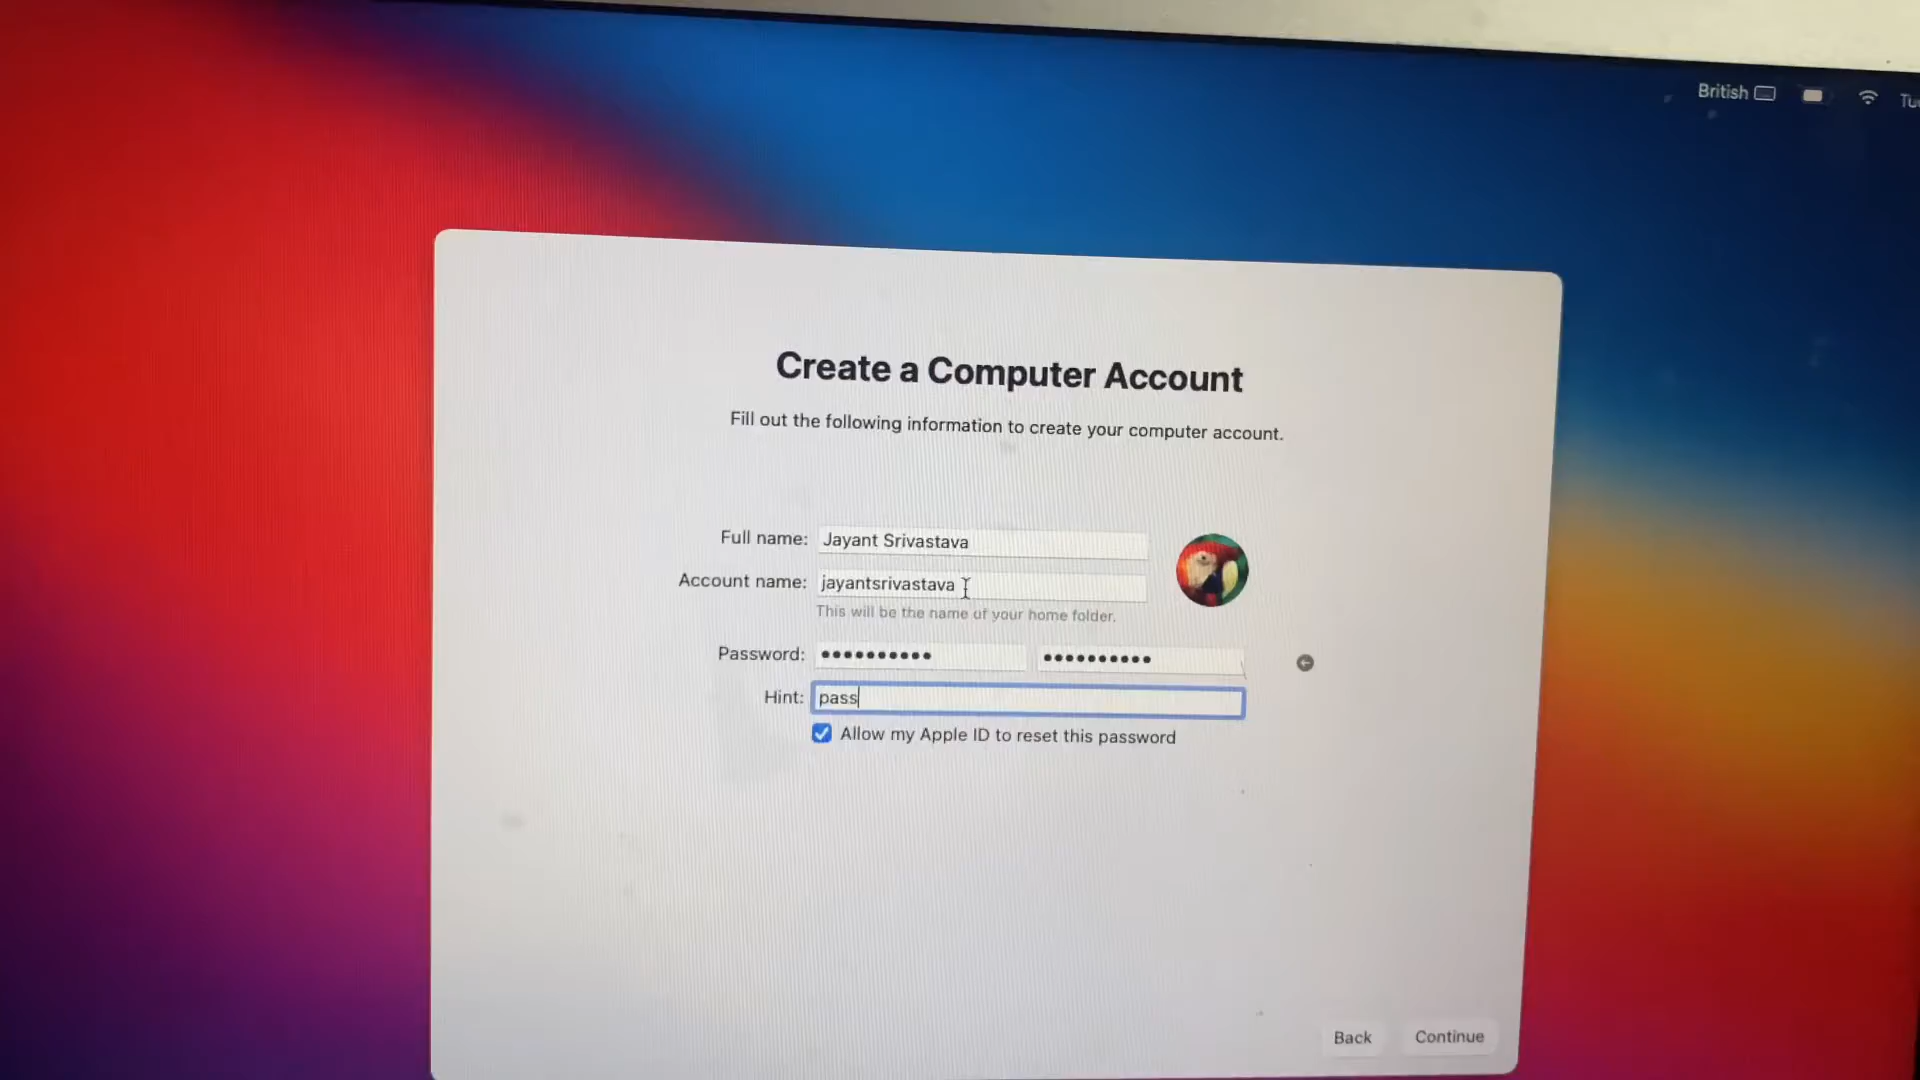 British
Create a Computer Account
Fill out the following information to create your computer account.
Full name: Jayant Srivastava
Account name: jayantsrivastava
This will be the name of your home folder.
Password: •••••••••• ••••••••••
Hint: pass
Allow my Apple ID to reset this password
Back Continue